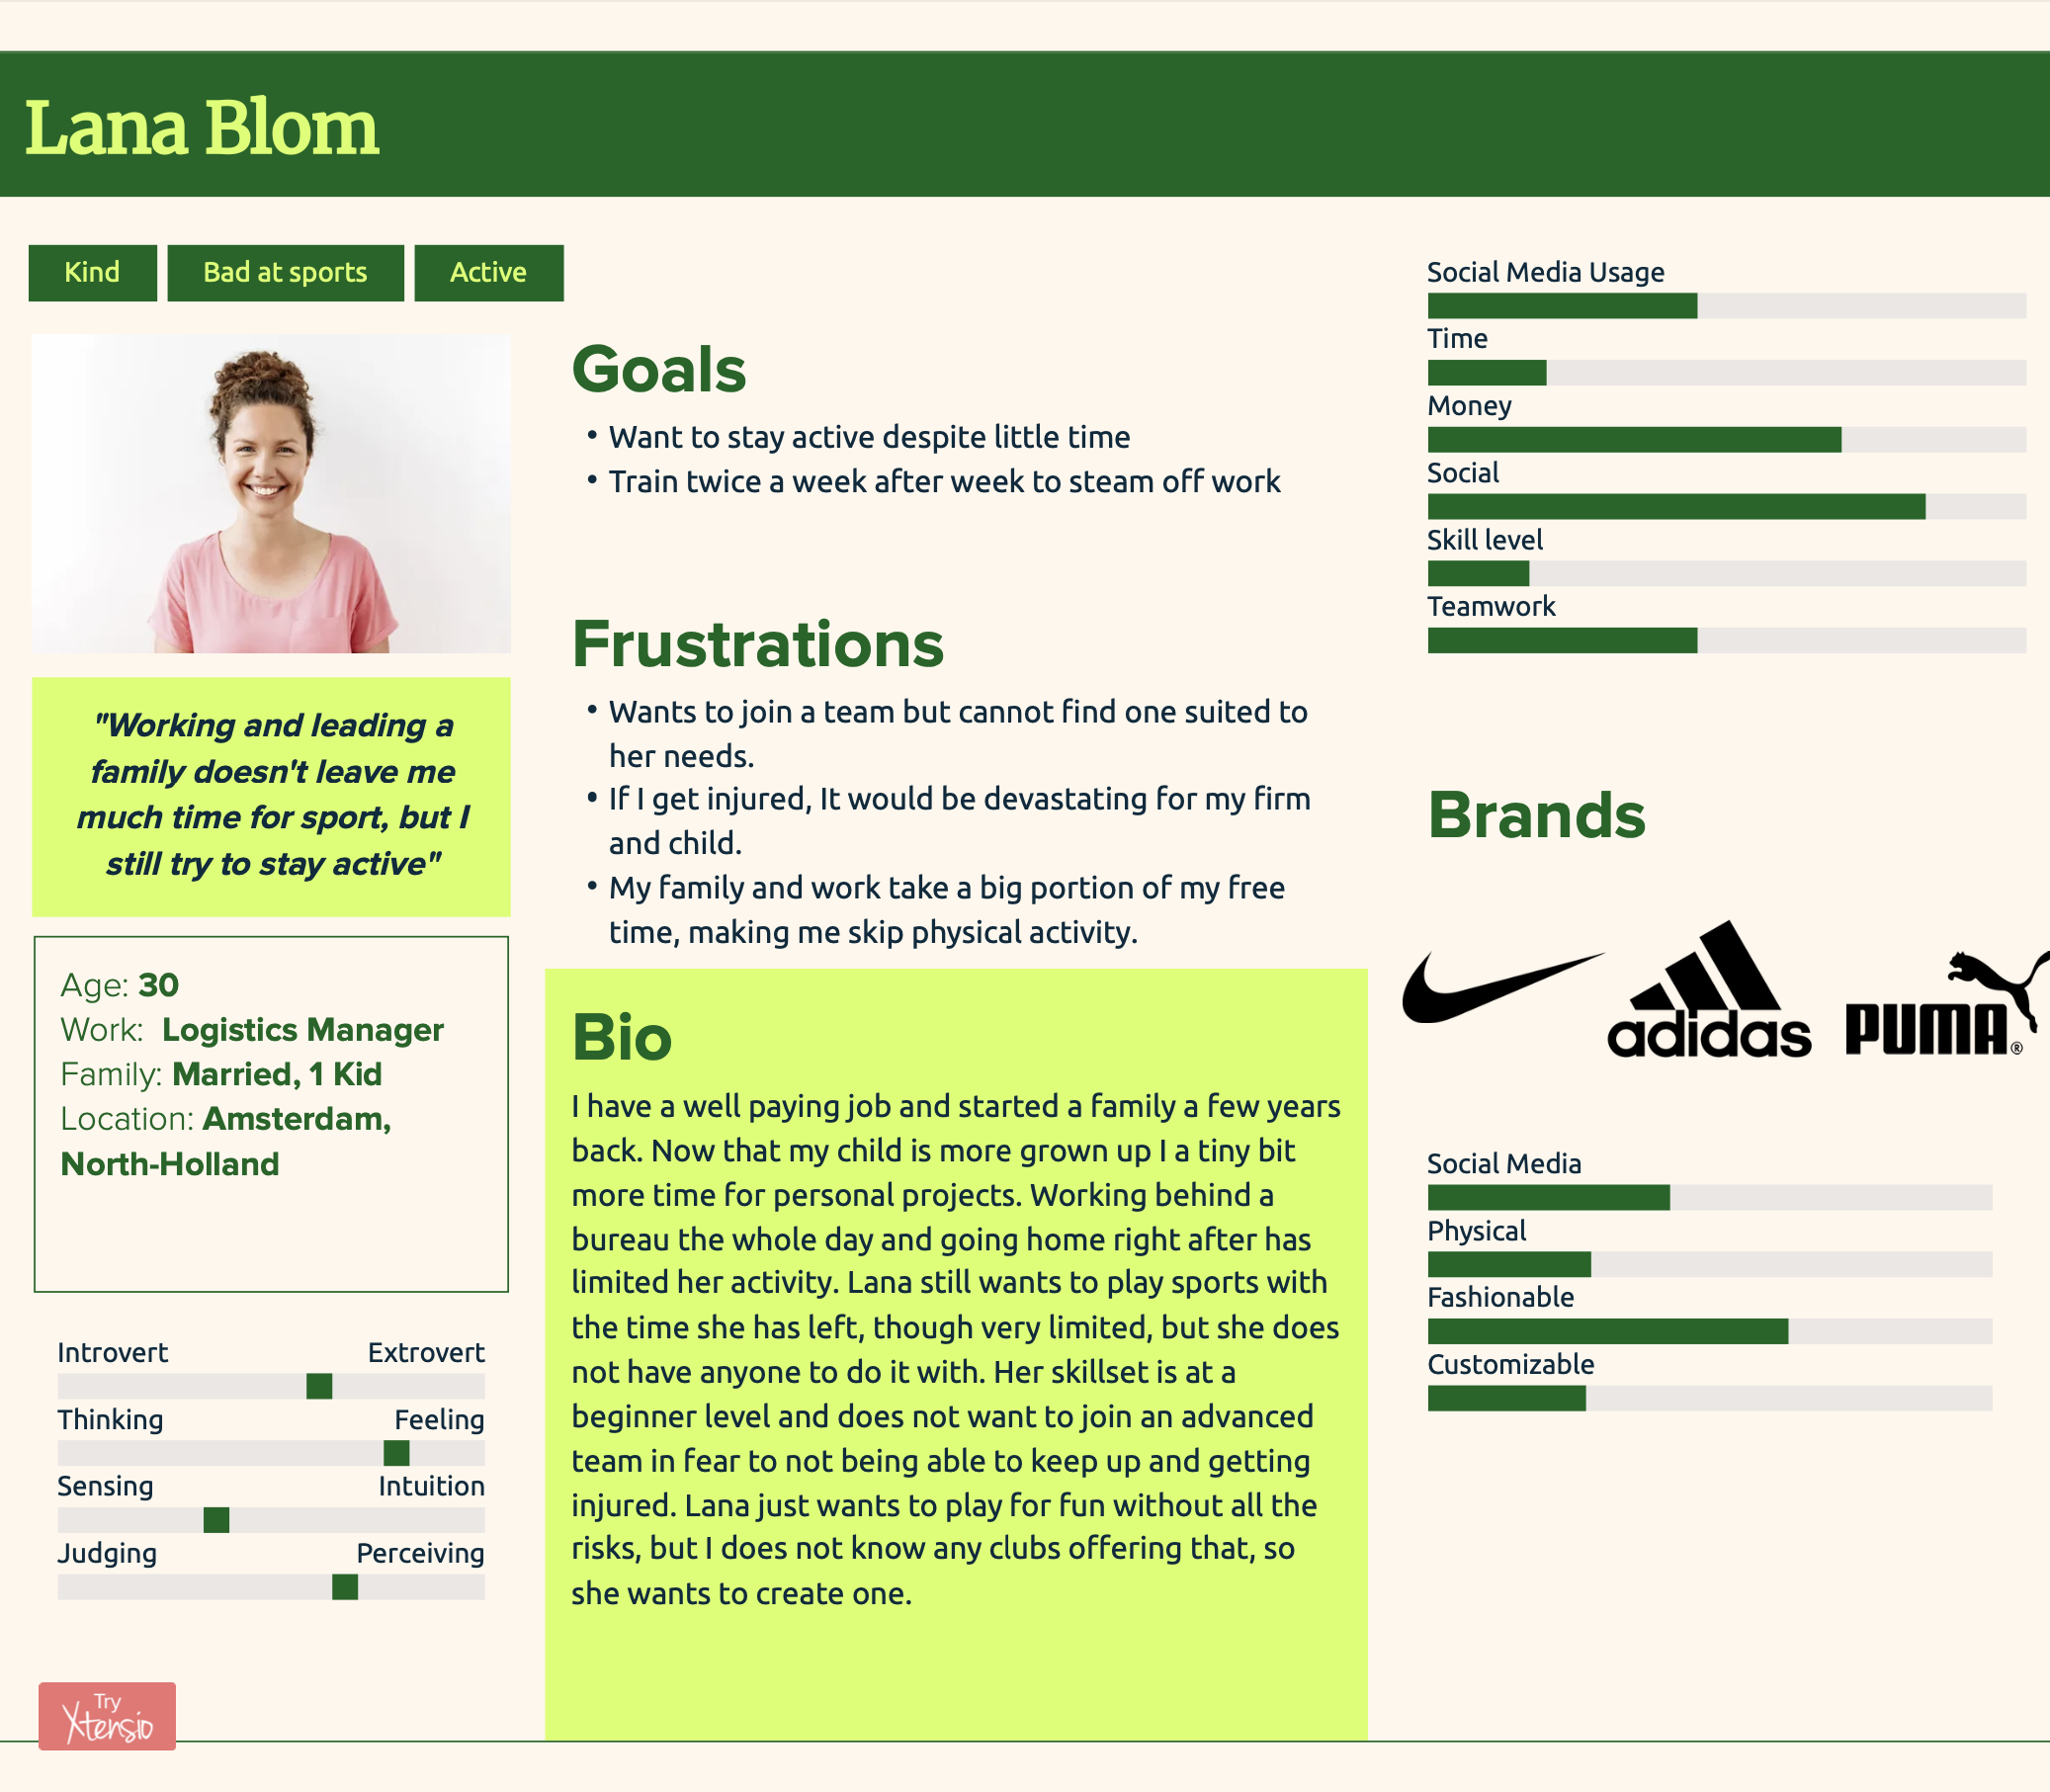 Lana Blom
Kind
Bad at sports
Active
"Working and leading a
family doesn't leave me
much time for sport, but I
still try to stay active"
Age: 30
Work: Logistics Manager
Family: Married, 1 Kid
Location: Amsterdam,
North-Holland
Introvert Extrovert
Thinking Feeling
Sensing Intuition
Judging Perceiving
Goals
• Want to stay active despite little time
• Train twice a week after week to steam off work
Frustrations
• Wants to join a team but cannot find one suited to
her needs.
• If I get injured, It would be devastating for my firm
and child.
• My family and work take a big portion of my free
time, making me skip physical activity.
Bio
I have a well paying job and started a family a few years
back. Now that my child is more grown up I a tiny bit
more time for personal projects. Working behind a
bureau the whole day and going home right after has
limited her activity. Lana still wants to play sports with
the time she has left, though very limited, but she does
not have anyone to do it with. Her skillset is at a
beginner level and does not want to join an advanced
team in fear to not being able to keep up and getting
injured. Lana just wants to play for fun without all the
risks, but I does not know any clubs offering that, so
she wants to create one.
Social Media Usage
Time
Money
Social
Skill level
Teamwork
Brands
adidas
PUMA®
Social Media
Physical
Fashionable
Customizable
Try
Xtensio